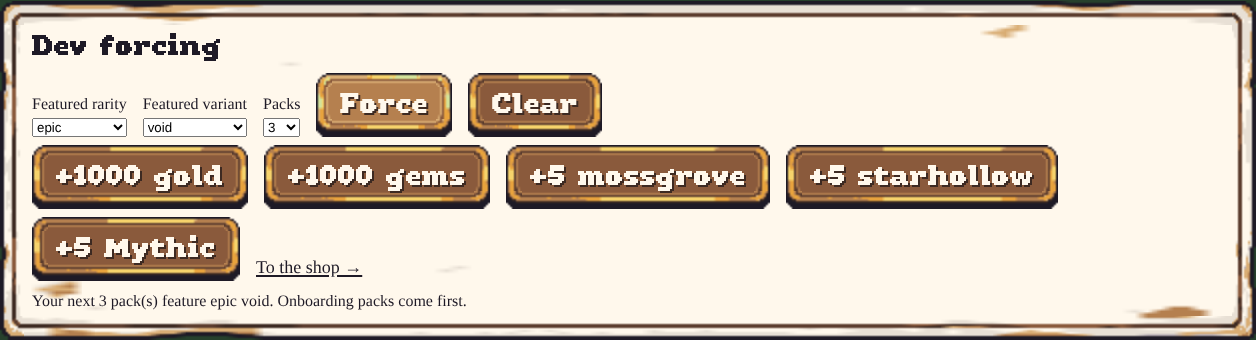 Dev forcing
Featured rarity Featured variant Packs
epic void 3 Force Clear
+1000 gold +1000 gems +5 mossgrove +5 starhollow
+5 Mythic To the shop →
Your next 3 pack(s) feature epic void. Onboarding packs come first.